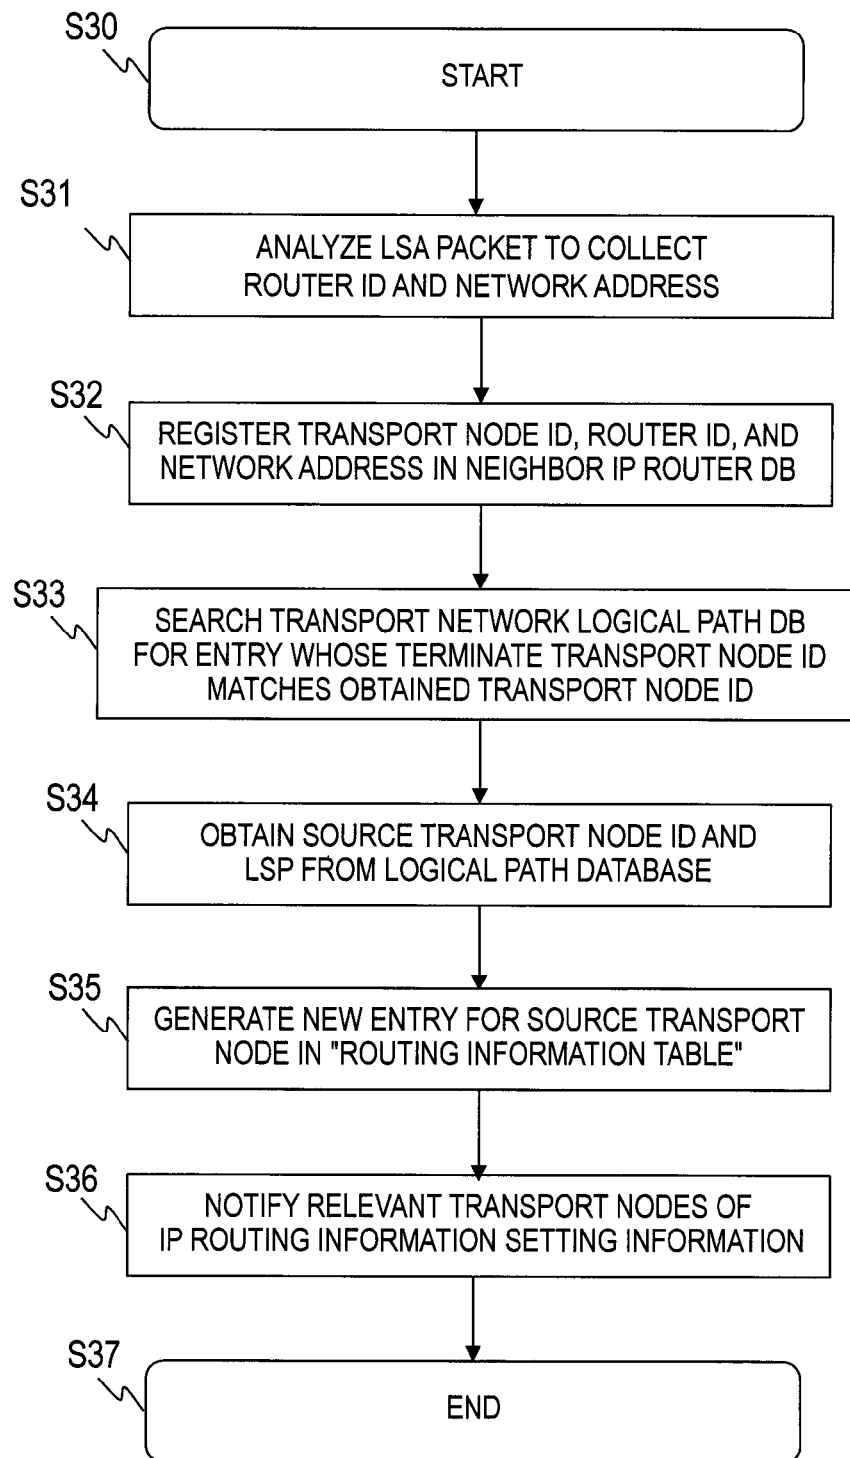 S30
START
S31
ANALYZE LSA PACKET TO COLLECT
ROUTER ID AND NETWORK ADDRESS
S32
REGISTER TRANSPORT NODE ID, ROUTER ID, AND
NETWORK ADDRESS IN NEIGHBOR IP ROUTER DB
S33
SEARCH TRANSPORT NETWORK LOGICAL PATH DB
FOR ENTRY WHOSE TERMINATE TRANSPORT NODE ID
MATCHES OBTAINED TRANSPORT NODE ID
S34
OBTAIN SOURCE TRANSPORT NODE ID AND
LSP FROM LOGICAL PATH DATABASE
S35
GENERATE NEW ENTRY FOR SOURCE TRANSPORT
NODE IN "ROUTING INFORMATION TABLE"
S36
NOTIFY RELEVANT TRANSPORT NODES OF
IP ROUTING INFORMATION SETTING INFORMATION
S37
END